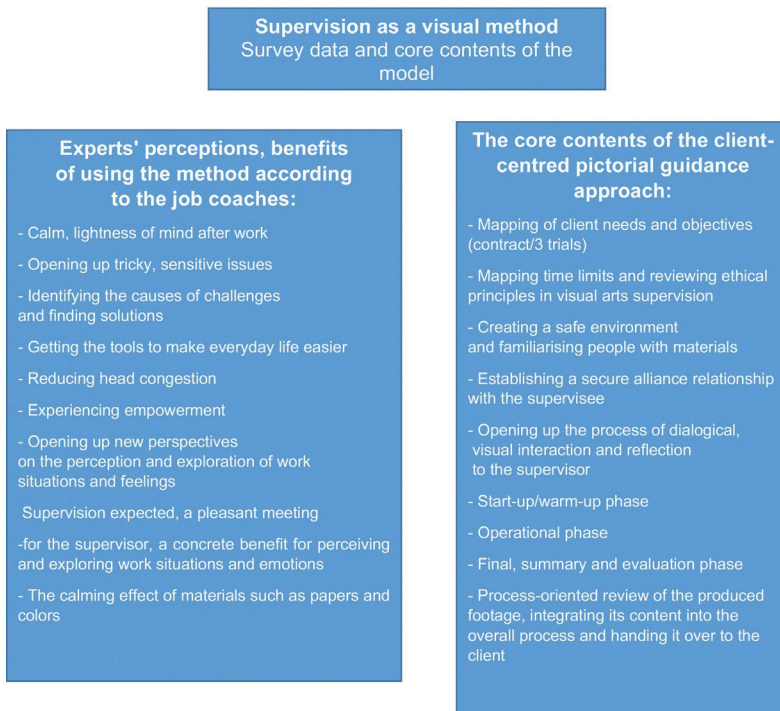 Supervision as a visual method
Survey data and core contents of the
model
Experts' perceptions, benefits
of using the method according
to the job coaches:
- Calm, lightness of mind after work
- Opening up tricky, sensitive issues
- Identifying the causes of challenges
and finding solutions
- Getting the tools to make everyday life easier
- Reducing head congestion
- Experiencing empowerment
- Opening up new perspectives
on the perception and exploration of work
situations and feelings
Supervision expected, a pleasant meeting
-for the supervisor, a concrete benefit for perceiving
and exploring work situations and emotions
- The calming effect of materials such as papers and
colors
The core contents of the client-
centred pictorial guidance
approach:
- Mapping of client needs and objectives
(contract/3 trials)
- Mapping time limits and reviewing ethical
principles in visual arts supervision
- Creating a safe environment
and familiarising people with materials
- Establishing a secure alliance relationship
with the supervisee
- Opening up the process of dialogical,
visual interaction and reflection
to the supervisor
- Start-up/warm-up phase
- Operational phase
- Final, summary and evaluation phase
- Process-oriented review of the produced
footage, integrating its content into the
overall process and handing it over to the
client